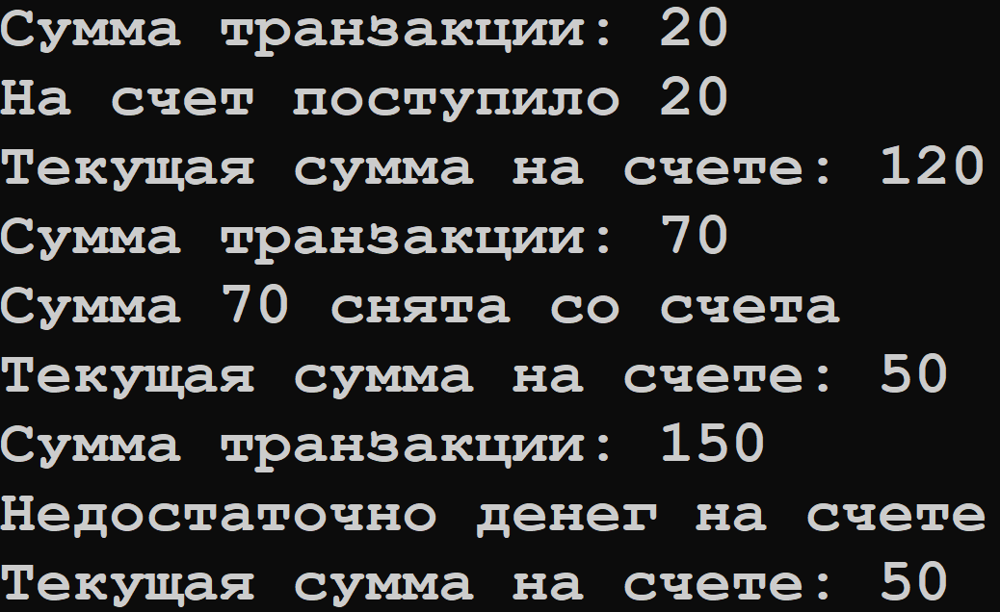 Сумма транзакции: 20
На счет поступило 20
Текущая сумма на счете: 120
Сумма транзакции: 70
Сумма 70 снята со счета
Текущая сумма на счете: 50
Сумма транзакции: 150
Недостаточно денег на счете
Текущая сумма на счете: 50